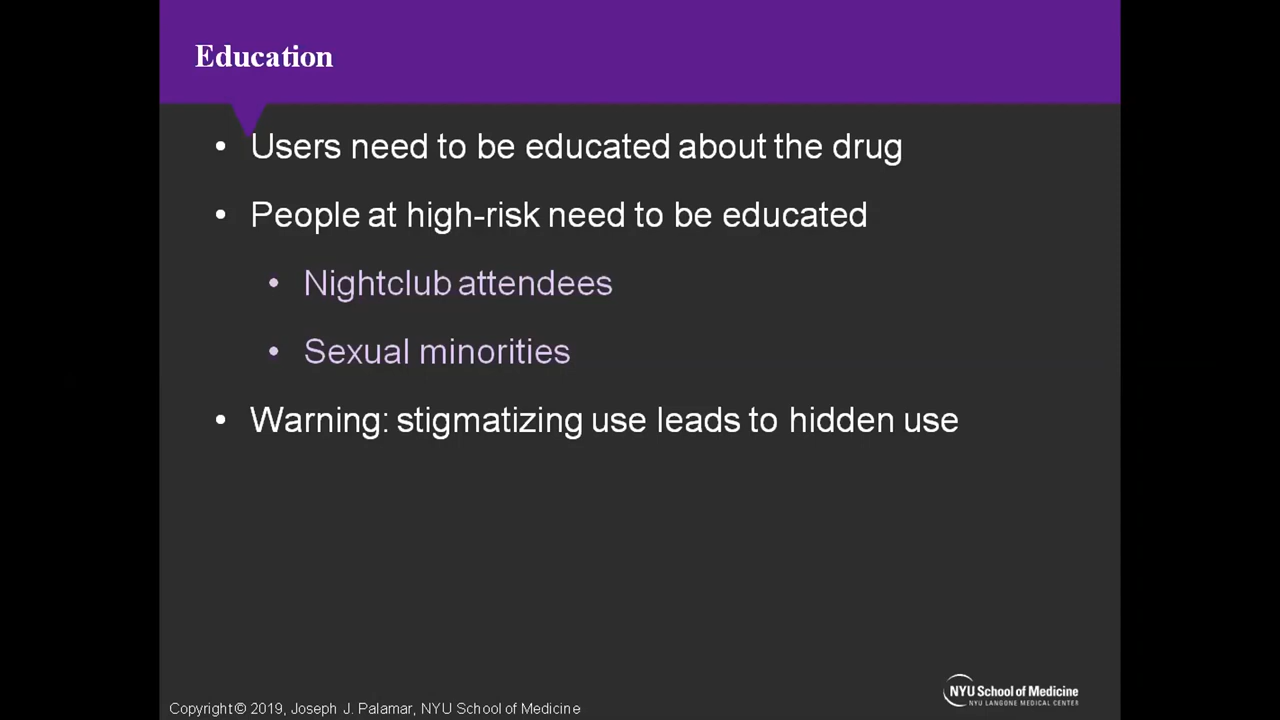 Education
• Users need to be educated about the drug
• People at high-risk need to be educated
• Nightclub attendees
• Sexual minorities
• Warning: stigmatizing use leads to hidden use
NYU School of Medicine
NYU LANGONE MEDICAL CENTER
Copyright © 2019, Joseph J. Palamar, NYU School of Medicine